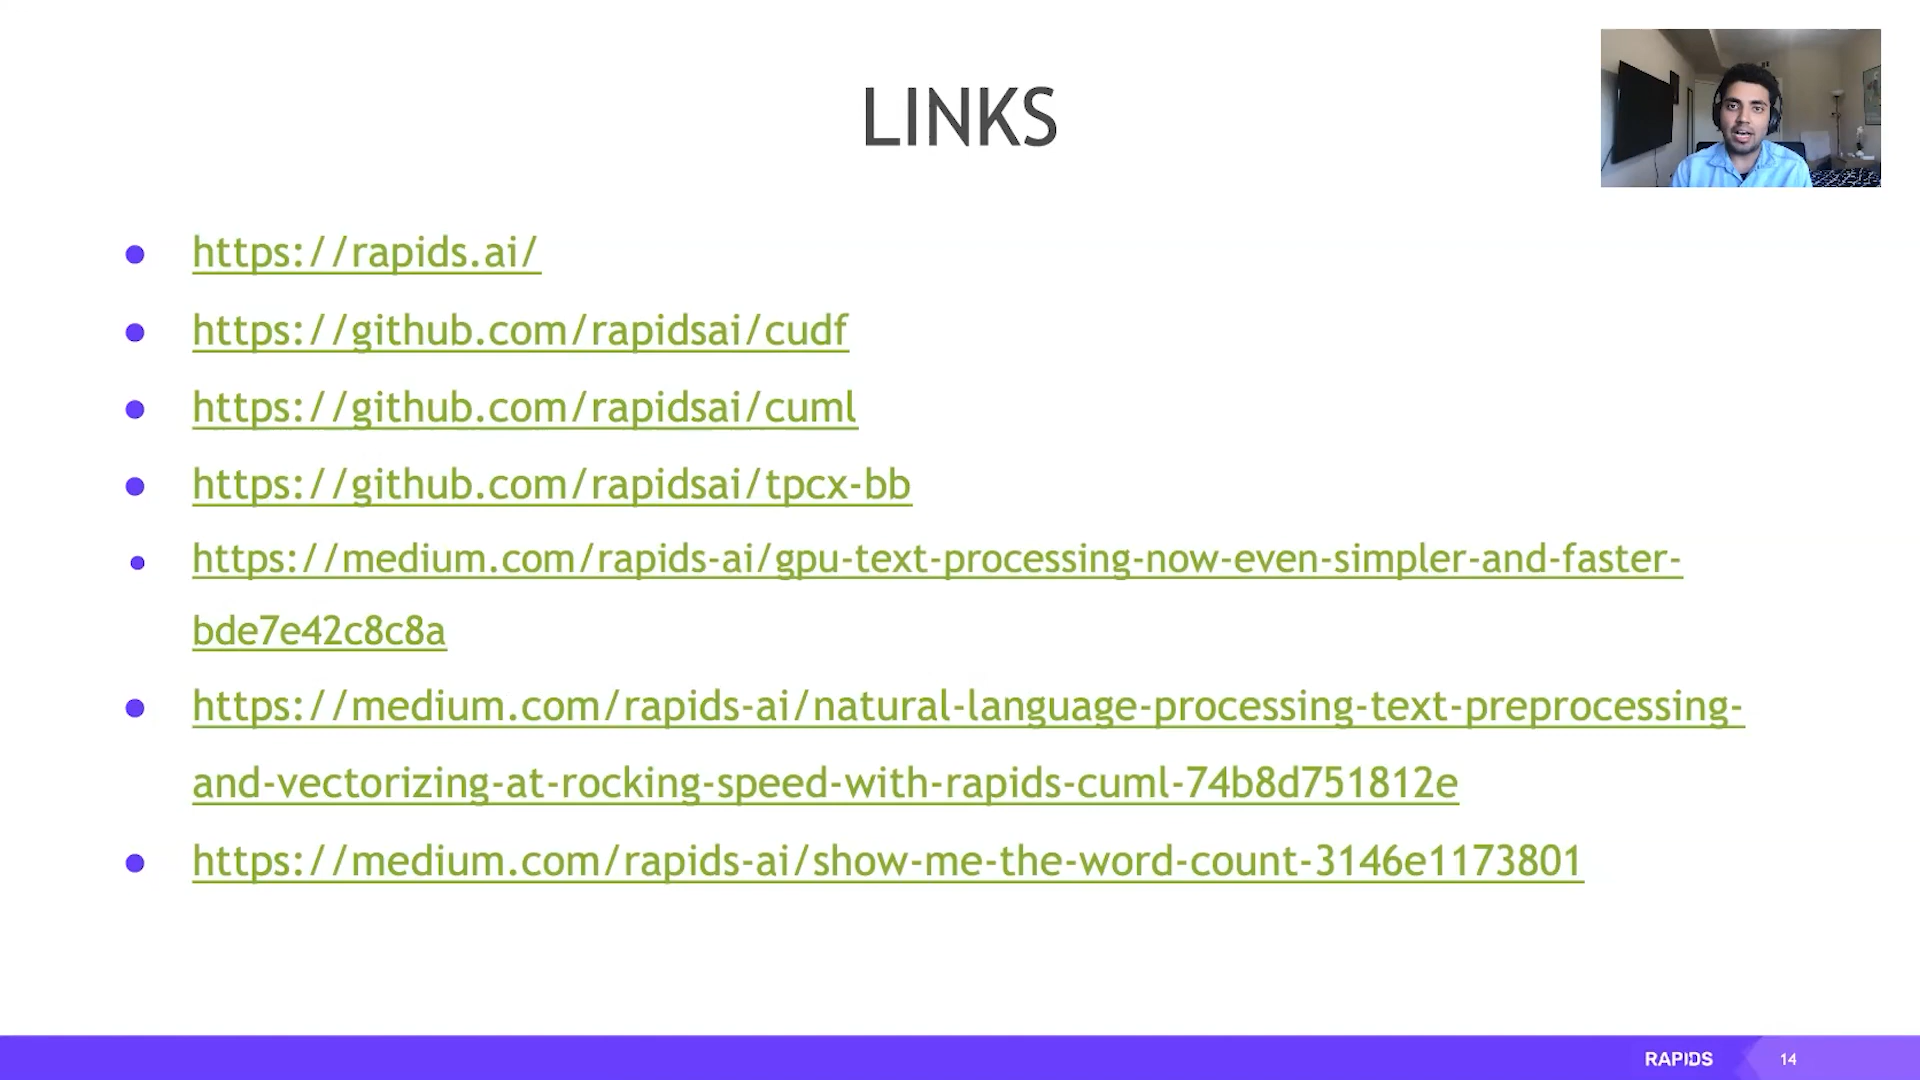 LINKS
https://rapids.ai/
https://github.com/rapidsai/cudf
https://github.com/rapidsai/cuml
https://github.com/rapidsai/tpcx-bb
https://medium.com/rapids-ai/gpu-text-processing-now-even-simpler-and-faster-
bde7e42c8c8a
https://medium.com/rapids-ai/natural-language-processing-text-preprocessing-
and-vectorizing-at-rocking-speed-with-rapids-cuml-74b8d751812e
https://medium.com/rapids-ai/show-me-the-word-count-3146e1173801
RAPIDS 14